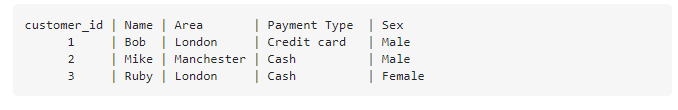 customer_id | Name | Area       | Payment Type  | Sex
      1     | Bob  | London     | Credit card   | Male
      2     | Mike | Manchester | Cash          | Male
      3     | Ruby | London     | Cash          | Female